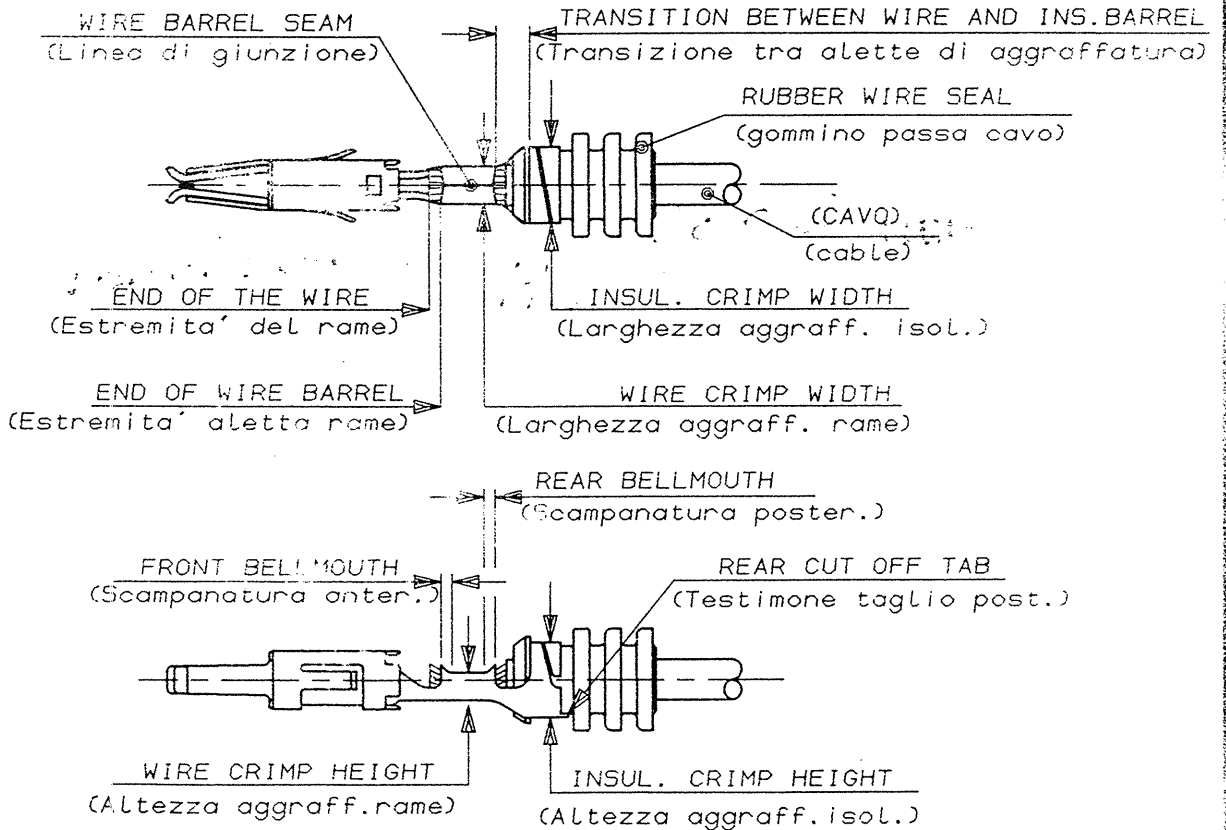 WIRE BARREL SEAM
(Linea di giunzione)
TRANSITION BETWEEN WIRE AND INS.BARREL
(Transizione tra alette di aggraffatura)
RUBBER WIRE SEAL
(gommino passa cavo)
(CAVO)
(cable)
END OF THE WIRE
(Estremita' del rame)
INSUL. CRIMP WIDTH
(Larghezza aggraff. isol.)
END OF WIRE BARREL
(Estremita' aletta rame)
WIRE CRIMP WIDTH
(Larghezza aggraff. rame)
REAR BELLMOUTH
(Scampanatura poster.)
FRONT BELLMOUTH
(Scampanatura anter.)
REAR CUT OFF TAB
(Testimone taglio post.)
WIRE CRIMP HEIGHT
(Altezza aggraff.rame)
INSUL. CRIMP HEIGHT
(Altezza aggraff.isol.)